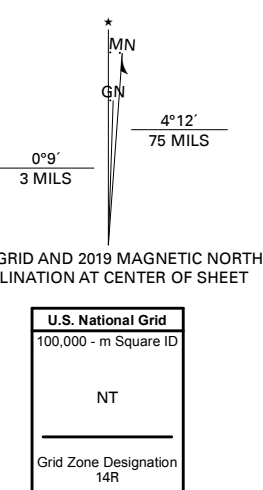 ★
MN
GN
4°12´
75 MILS
0°9´
3 MILS
GRID AND 2019 MAGNETIC NORTH
LINATION AT CENTER OF SHEET
U.S. National Grid
100,000 - m Square ID
NT
Grid Zone Designation
14R